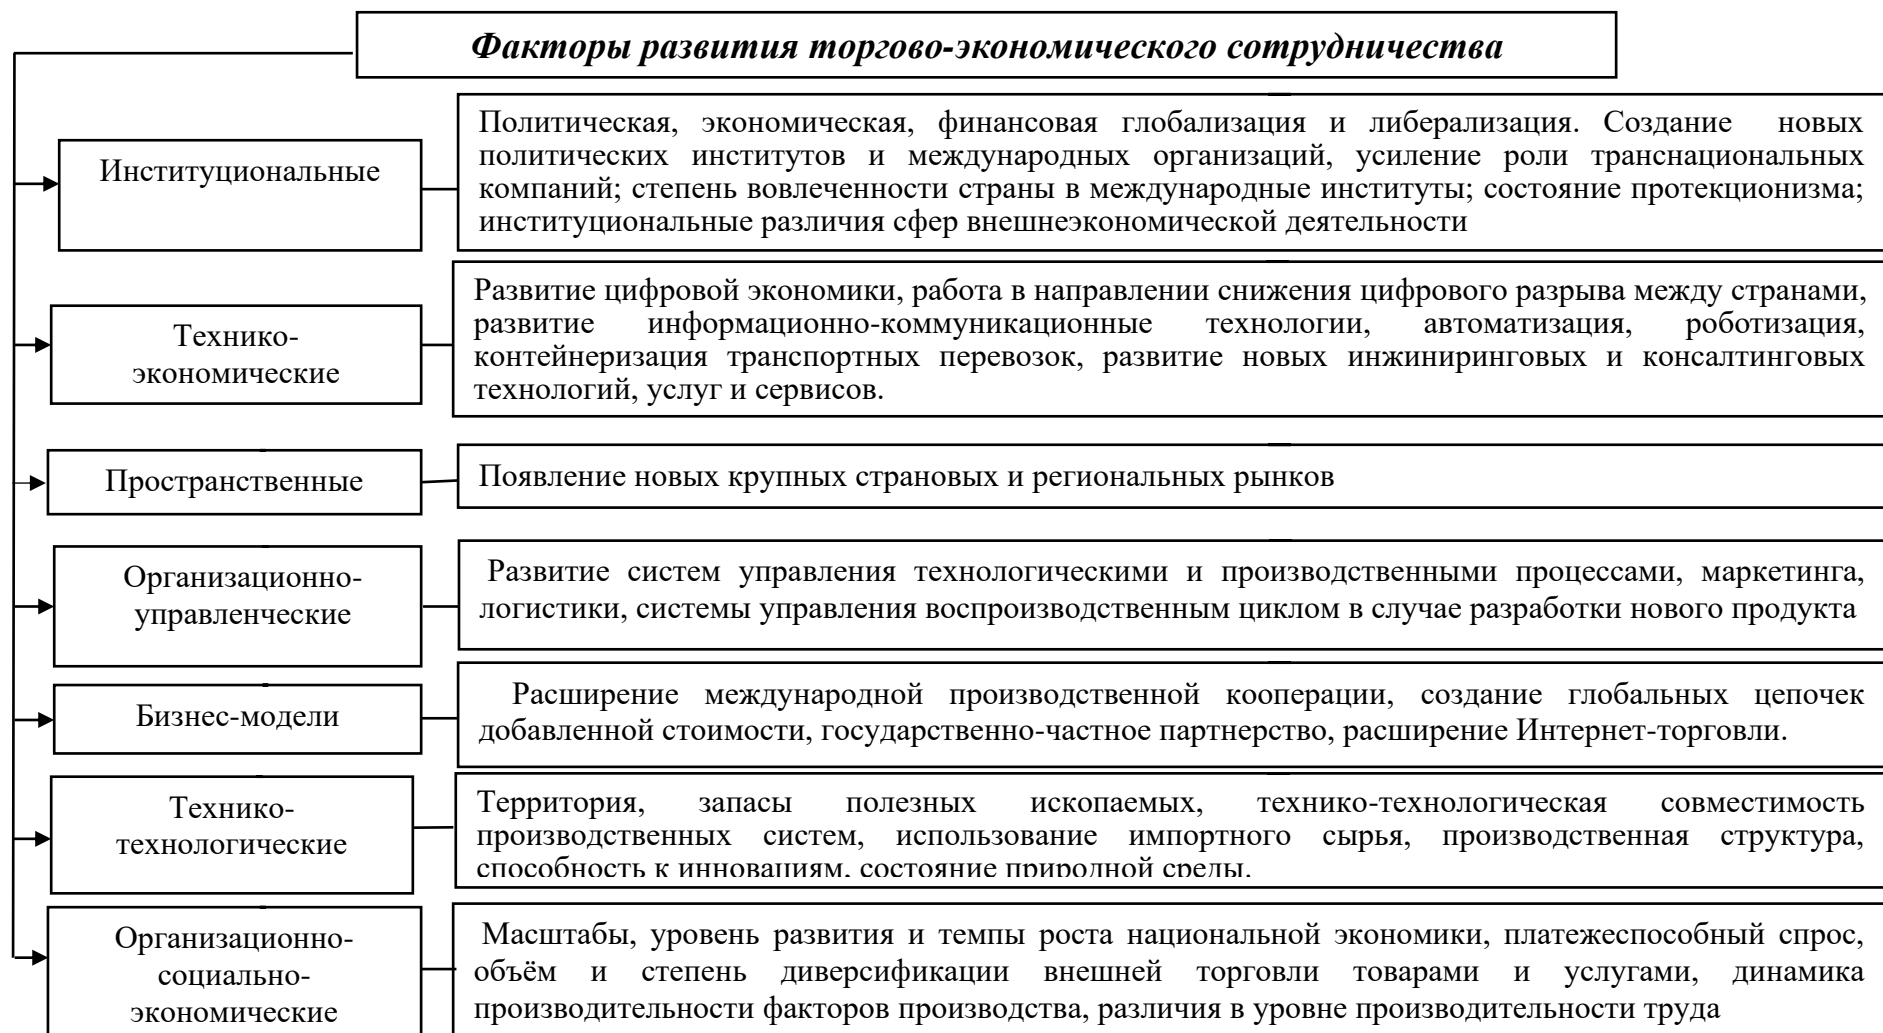 Факторы развития торгово-экономического сотрудничества
Институциональные
Политическая, экономическая, финансовая глобализация и либерализация. Создание новых
политических институтов и международных организаций, усиление роли транснациональных
компаний; степень вовлеченности страны в международные институты; состояние протекционизма;
институциональные различия сфер внешнеэкономической деятельности
Технико-
экономические
Развитие цифровой экономики, работа в направлении снижения цифрового разрыва между странами,
развитие информационно-коммуникационные технологии, автоматизация, роботизация,
контейнеризация транспортных перевозок, развитие новых инжиниринговых и консалтинговых
технологий, услуг и сервисов.
Пространственные
Появление новых крупных страновых и региональных рынков
Организационно-
управленческие
Развитие систем управления технологическими и производственными процессами, маркетинга,
логистики, системы управления воспроизводственным циклом в случае разработки нового продукта
Бизнес-модели
Расширение международной производственной кооперации, создание глобальных цепочек
добавленной стоимости, государственно-частное партнерство, расширение Интернет-торговли.
Технико-
технологические
Территория, запасы полезных ископаемых, технико-технологическая совместимость
производственных систем, использование импортного сырья, производственная структура,
способность к инновациям, состояние природной среды.
Организационно-
социально-
экономические
Масштабы, уровень развития и темпы роста национальной экономики, платежеспособный спрос,
объём и степень диверсификации внешней торговли товарами и услугами, динамика
производительности факторов производства, различия в уровне производительности труда